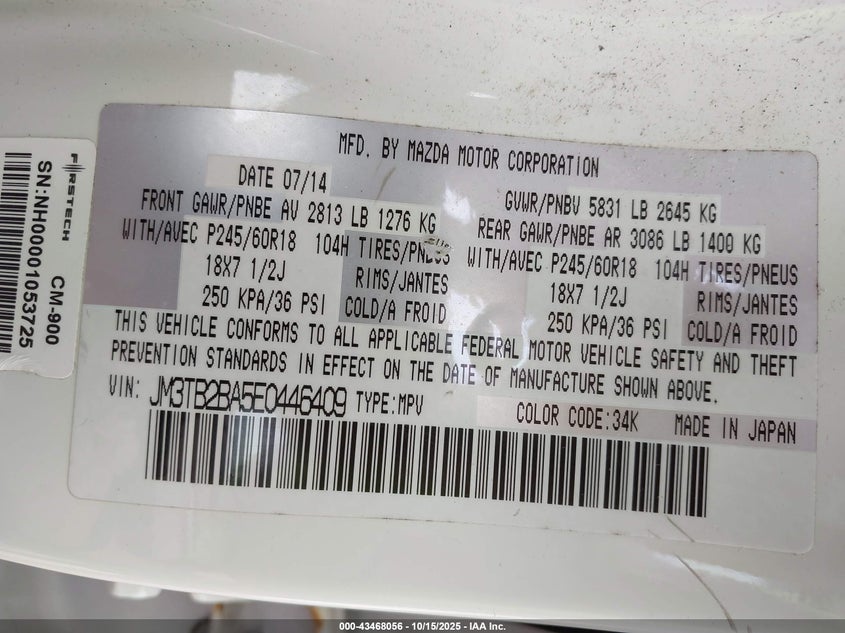 MFD. BY MAZDA MOTOR CORPORATION
DATE 07/14
GVWR/PNBV 5831 LB 2645 KG
FRONT GAWR/PNBE AV 2813 LB 1276 KG
REAR GAWR/PNBE AR 3086 LB 1400 KG
WITH/AVEC P245/60R18 104H TIRES/PNEUS
WITH/AVEC P245/60R18 104H TIRES/PNEUS
18X7 1/2J RIMS/JANTES
18X7 1/2J RIMS/JANTES
250 KPA/36 PSI COLD/A FROID
250 KPA/36 PSI COLD/A FROID
THIS VEHICLE CONFORMS TO ALL APPLICABLE FEDERAL MOTOR VEHICLE SAFETY AND THEFT
PREVENTION STANDARDS IN EFFECT ON THE DATE OF MANUFACTURE SHOWN ABOVE.
VIN: JM3TB2BA5E0446409 TYPE:MPV
COLOR CODE:34K MADE IN JAPAN
FIRSTECH CM-900
SN:NH00001053725
000-43468056 - 10/15/2025 - IAA Inc.